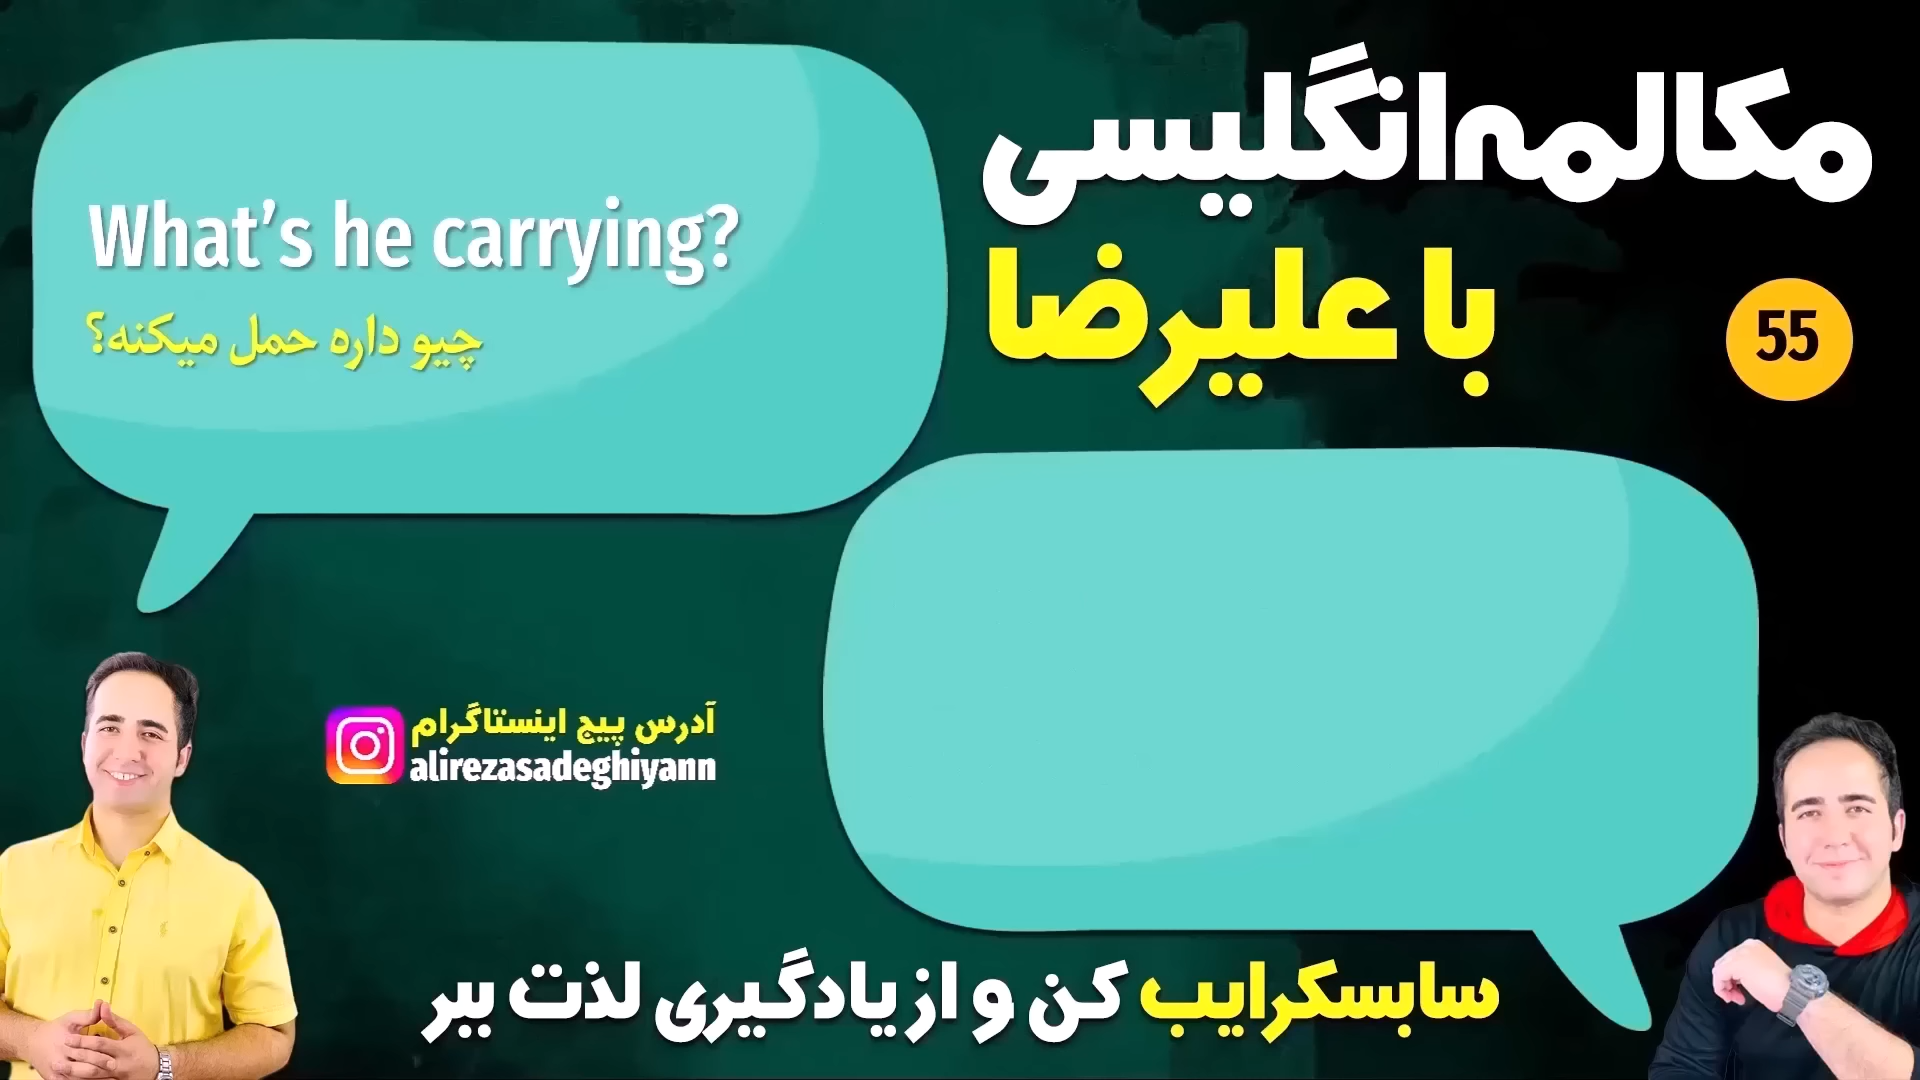 مکالمه انگلیسی
با علیرضا
55
What’s he carrying?
چیو داره حمل میکنه؟
آدرس پیج اینستاگرام
alirezasadeghiyann
سابسکرایب کن و از یادگیری لذت ببر